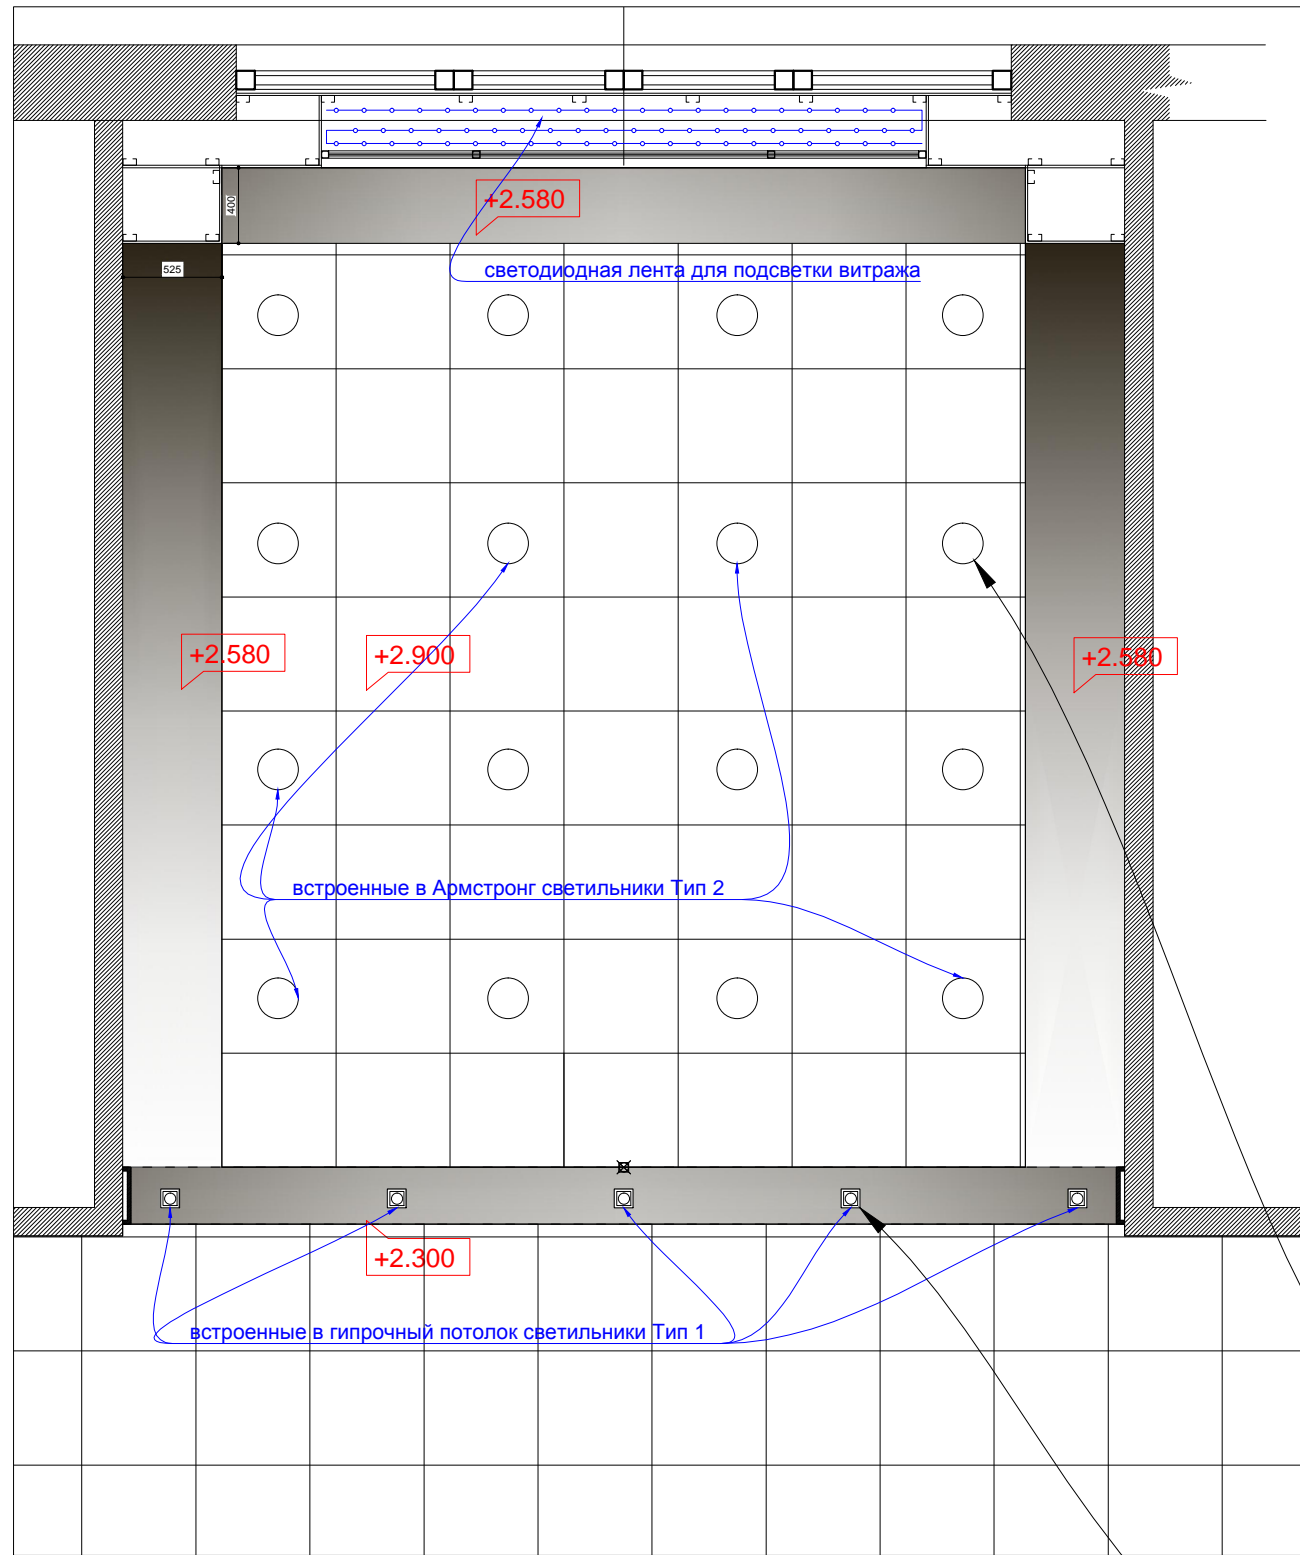 +2.580
400
525
светодиодная лента для подсветки витража
+2.580
+2.900
+2.580
встроенные в Армстронг светильники Тип 2
+2.300
встроенные в гипрочный потолок светильники Тип 1